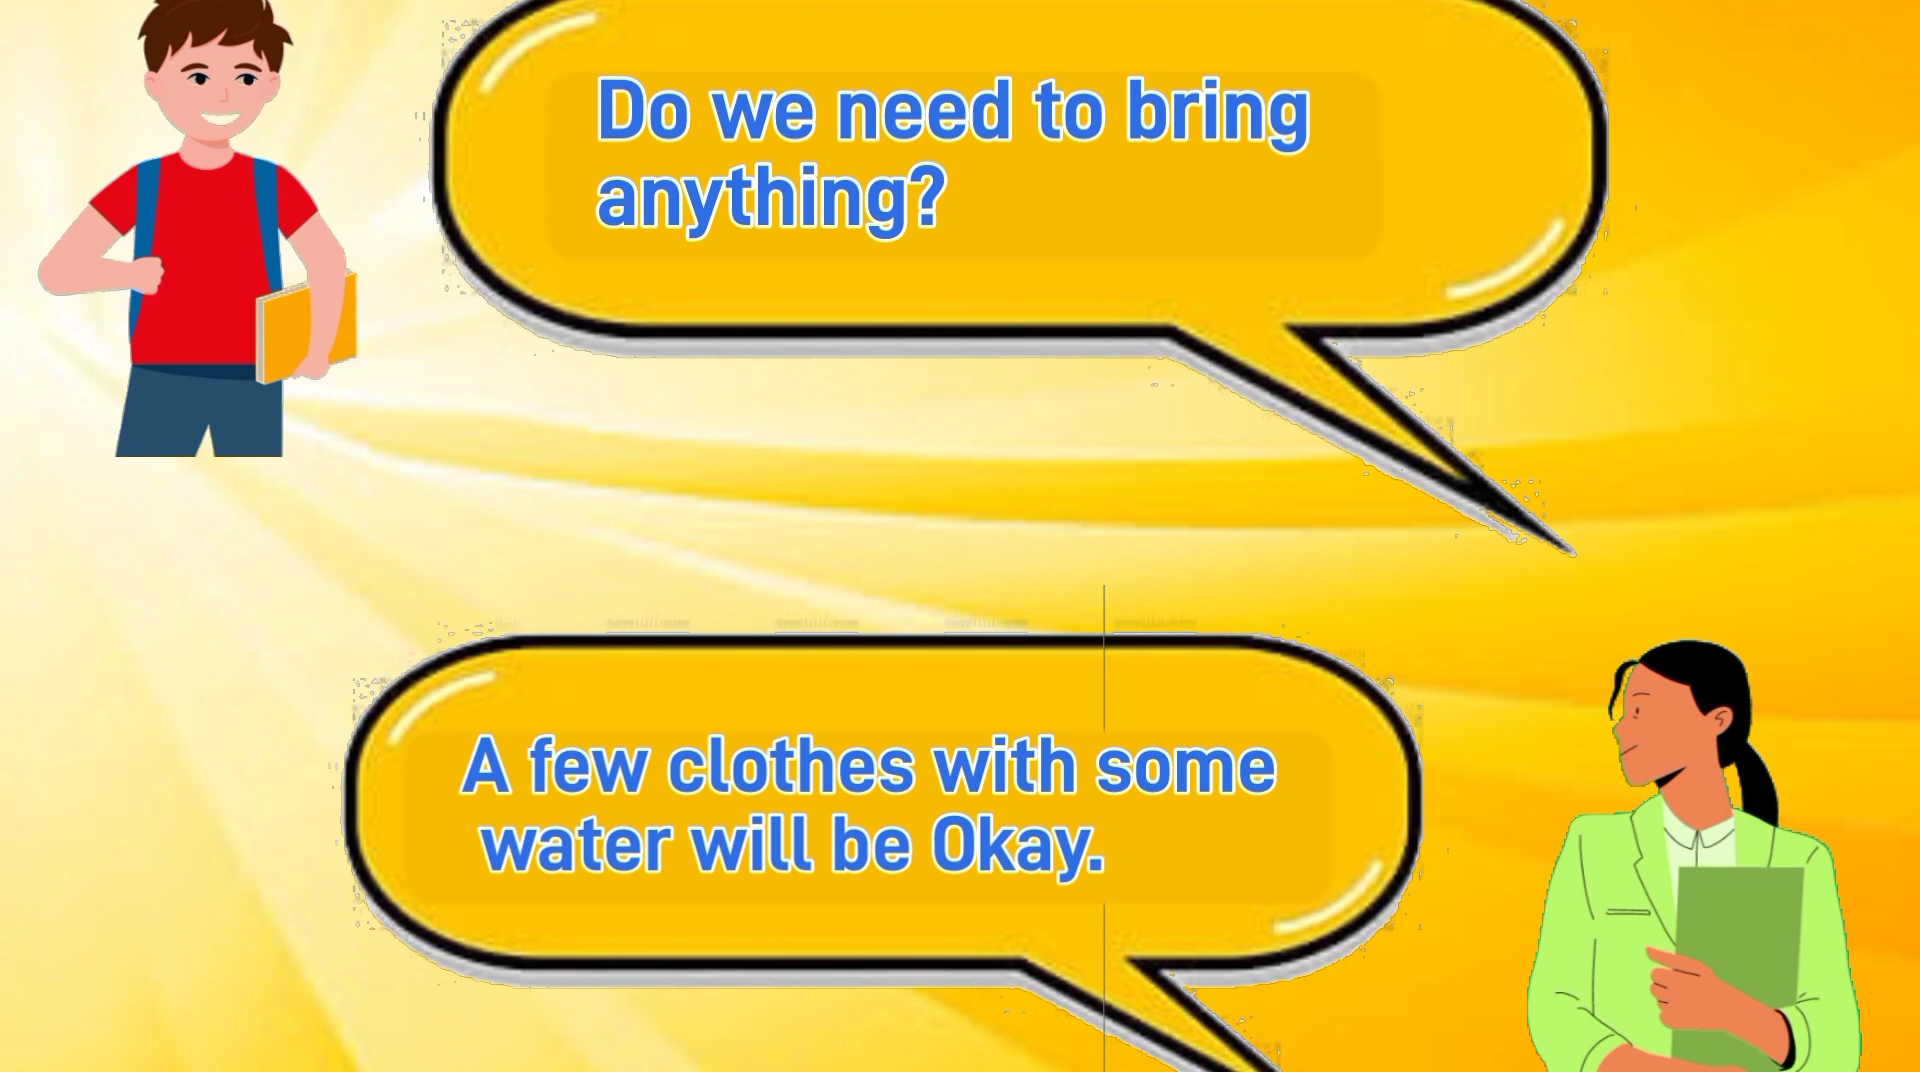 Do we need to bring
anything?
A few clothes with some
water will be Okay.